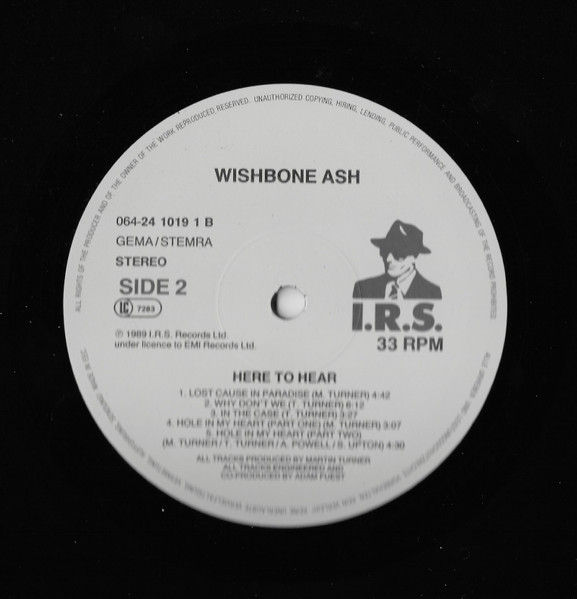 ALL RIGHTS OF THE PRODUCER AND OF THE OWNER OF THE WORK REPRODUCED RESERVED. UNAUTHORIZED COPYING, HIRING, LENDING, PUBLIC PERFORMANCE AND BROADCASTING OF THE RECORD PROHIBITED.
WISHBONE ASH
064-24 1019 1 B
GEMA/STEMRA
STEREO
SIDE 2
LC 7283
I.R.S.
33 RPM
℗ 1989 I.R.S. Records Ltd.
under licence to EMI Records Ltd.
HERE TO HEAR
1. LOST CAUSE IN PARADISE (M. TURNER) 4:42
2. WHY DON'T WE (T. TURNER) 6:12
3. IN THE CASE (T. TURNER) 3:27
4. HOLE IN MY HEART (PART ONE) (M. TURNER) 3:07
5. HOLE IN MY HEART (PART TWO)
(M. TURNER/T. TURNER/A. POWELL/S. UPTON) 4:30
ALL TRACKS PRODUCED BY MARTIN TURNER
ALL TRACKS ENGINEERED AND
CO-PRODUCED BY ADAM FUEST